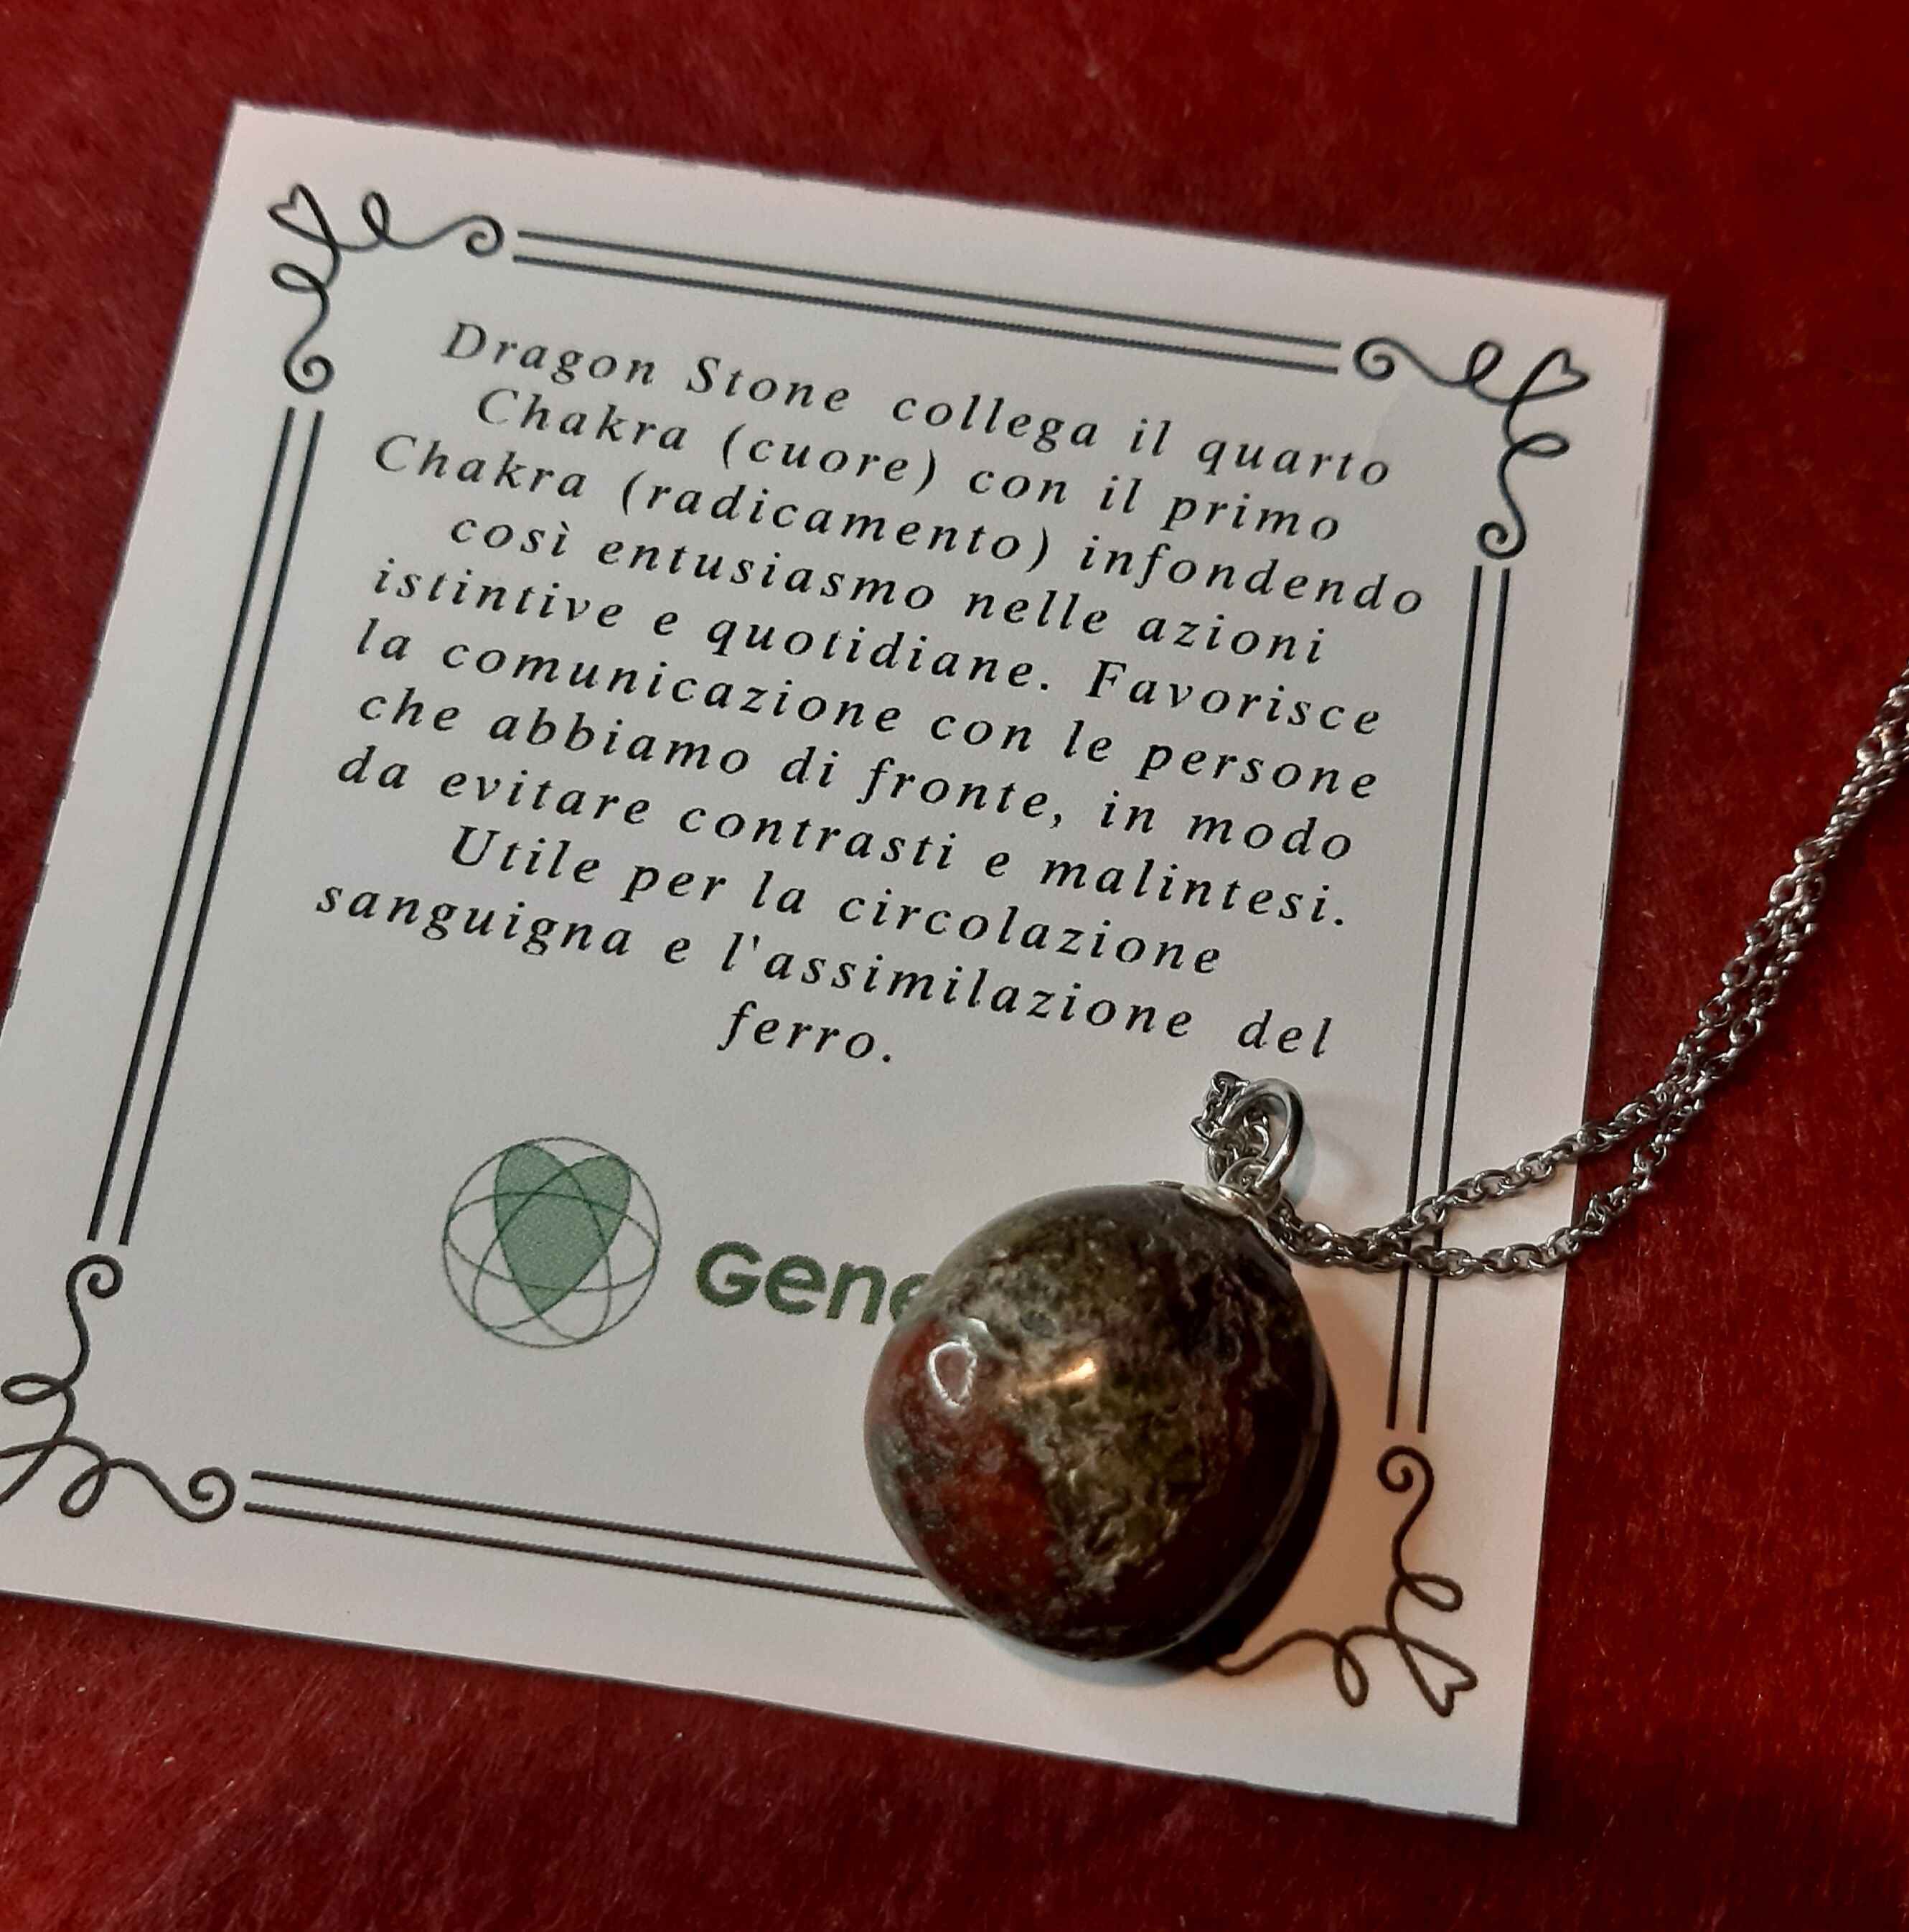 Dragon Stone collega il quarto
Chakra (cuore) con il primo
Chakra (radicamento) infondendo
così entusiasmo nelle azioni
istintive e quotidiane. Favorisce
la comunicazione con le persone
che abbiamo di fronte, in modo
da evitare contrasti e malintesi.
Utile per la circolazione
sanguigna e l'assimilazione del
ferro.